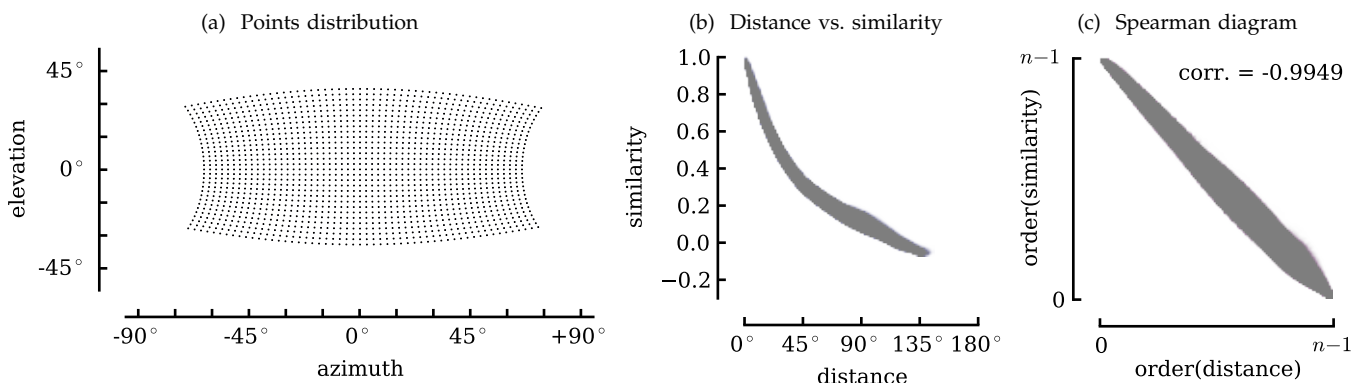 (a) Points distribution
45°
0°
-45°
elevation
-90°
-45°
0°
45°
+90°
azimuth
(b) Distance vs. similarity
1.0
0.8
0.6
0.4
0.2
0.0
−0.2
similarity
0°
45°
90°
135°
180°
distance
(c) Spearman diagram
corr. = -0.9949
n−1
0
order(similarity)
0
n−1
order(distance)